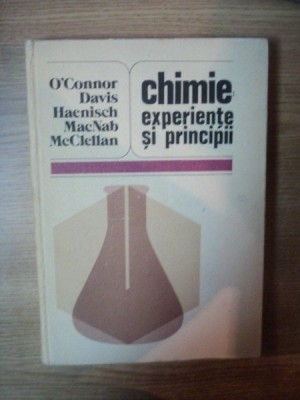 O'Connor
Davis
Haenisch
MacNab
McClellan
chimie
experiențe
și principii